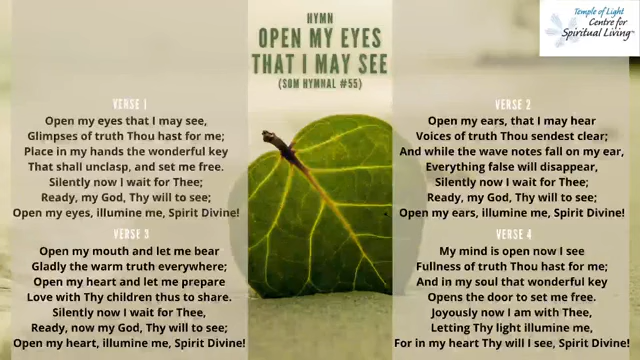 HYMN
OPEN MY EYES
THAT I MAY SEE
(SOM HYMNAL #55)
Temple of Light
Centre for
Spiritual Living™
VERSE 1
Open my eyes that I may see,
Glimpses of truth Thou hast for me;
Place in my hands the wonderful key
That shall unclasp, and set me free.
Silently now I wait for Thee;
Ready, my God, Thy will to see;
Open my eyes, illumine me, Spirit Divine!
VERSE 2
Open my ears, that I may hear
Voices of truth Thou sendest clear;
And while the wave notes fall on my ear,
Everything false will disappear,
Silently now I wait for Thee;
Ready, my God, Thy will to see;
Open my ears, illumine me, Spirit Divine!
VERSE 3
Open my mouth and let me bear
Gladly the warm truth everywhere;
Open my heart and let me prepare
Love with Thy children thus to share.
Silently now I wait for Thee,
Ready, now my God, Thy will to see;
Open my heart, illumine me, Spirit Divine!
VERSE 4
My mind is open now I see
Fullness of truth Thou hast for me;
And in my soul that wonderful key
Opens the door to set me free.
Joyously now I am with Thee,
Letting Thy light illumine me,
For in my heart Thy will I see, Spirit Divine!